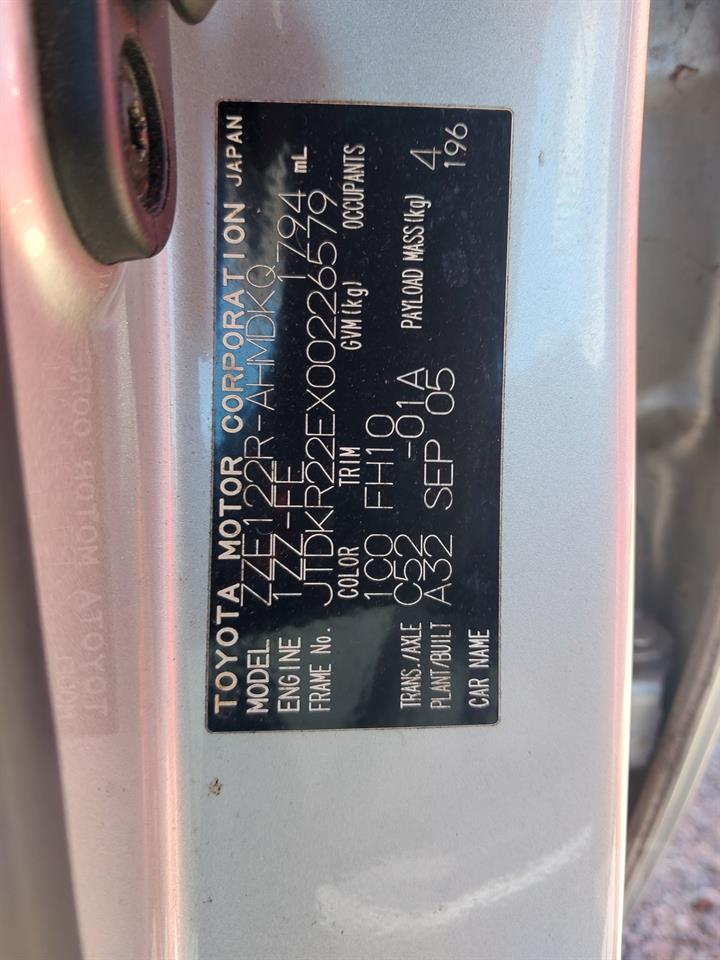 TOYOTA MOTOR CORPORATION JAPAN
MODEL ZZE122R-AHMDKQ
ENGINE 1ZZ-FE 1794 mL
FRAME No. JTDKR22EX00226579
COLOR TRIM GVM(kg) OCCUPANTS
1C0 FH10 4
TRANS./AXLE C52 -01A PAYLOAD MASS(kg) 196
PLANT/BUILT A32 SEP 05
CAR NAME